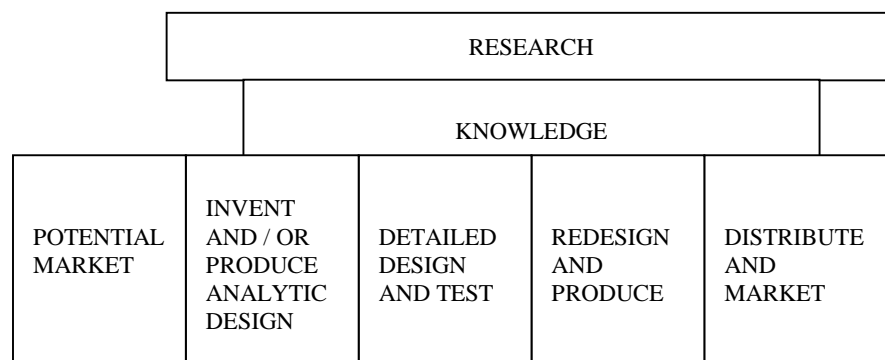 RESEARCH
KNOWLEDGE
POTENTIAL
MARKET
INVENT
AND / OR
PRODUCE
ANALYTIC
DESIGN
DETAILED
DESIGN
AND TEST
REDESIGN
AND
PRODUCE
DISTRIBUTE
AND
MARKET